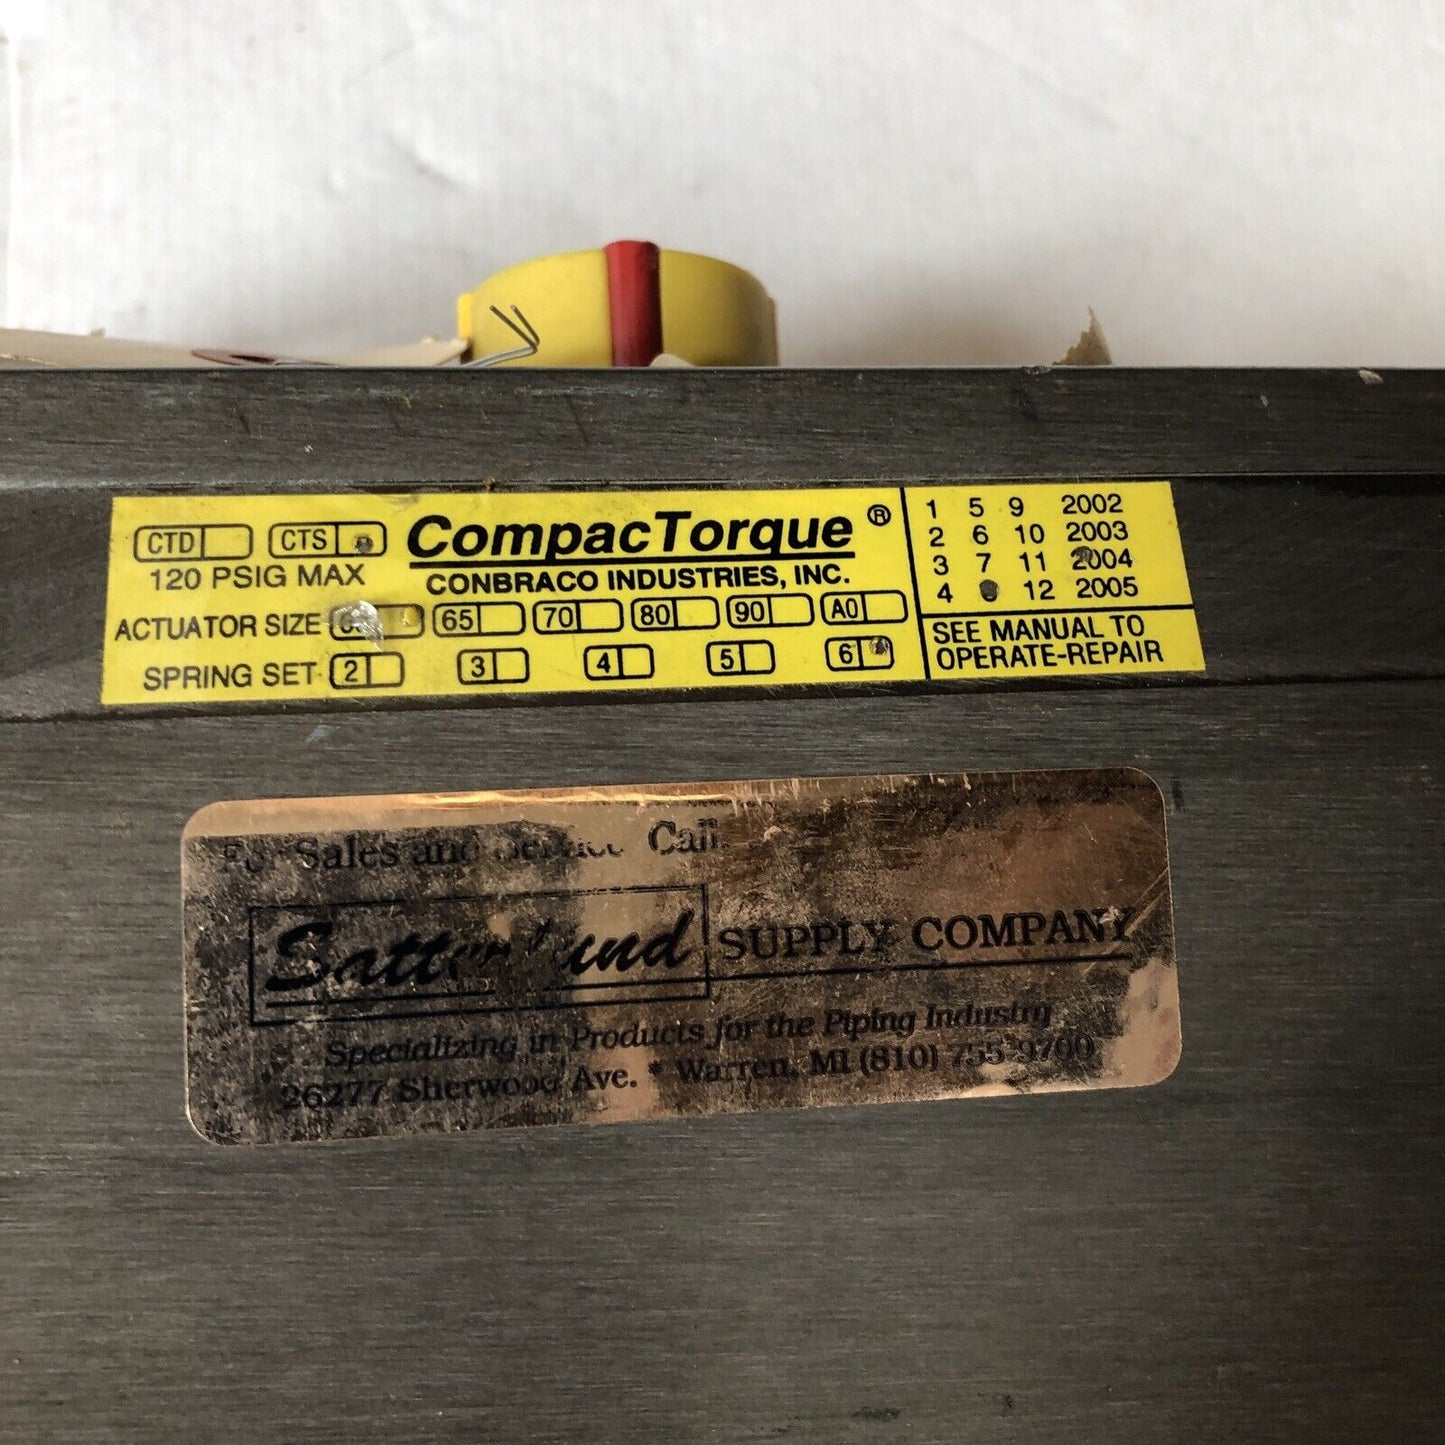 CTD CTS CompacTorque ®
120 PSIG MAX CONBRACO INDUSTRIES, INC.
ACTUATOR SIZE 65 70 80 90 A0
SPRING SET 2 3 4 5 6
1 5 9 2002
2 6 10 2003
3 7 11 2004
4 12 2005
SEE MANUAL TO
OPERATE-REPAIR
For Sales and Service Call
SUPPLY COMPANY
Specializing in Products for the Piping Industry
26277 Sherwood Ave. * Warren, MI (810) 755-9760